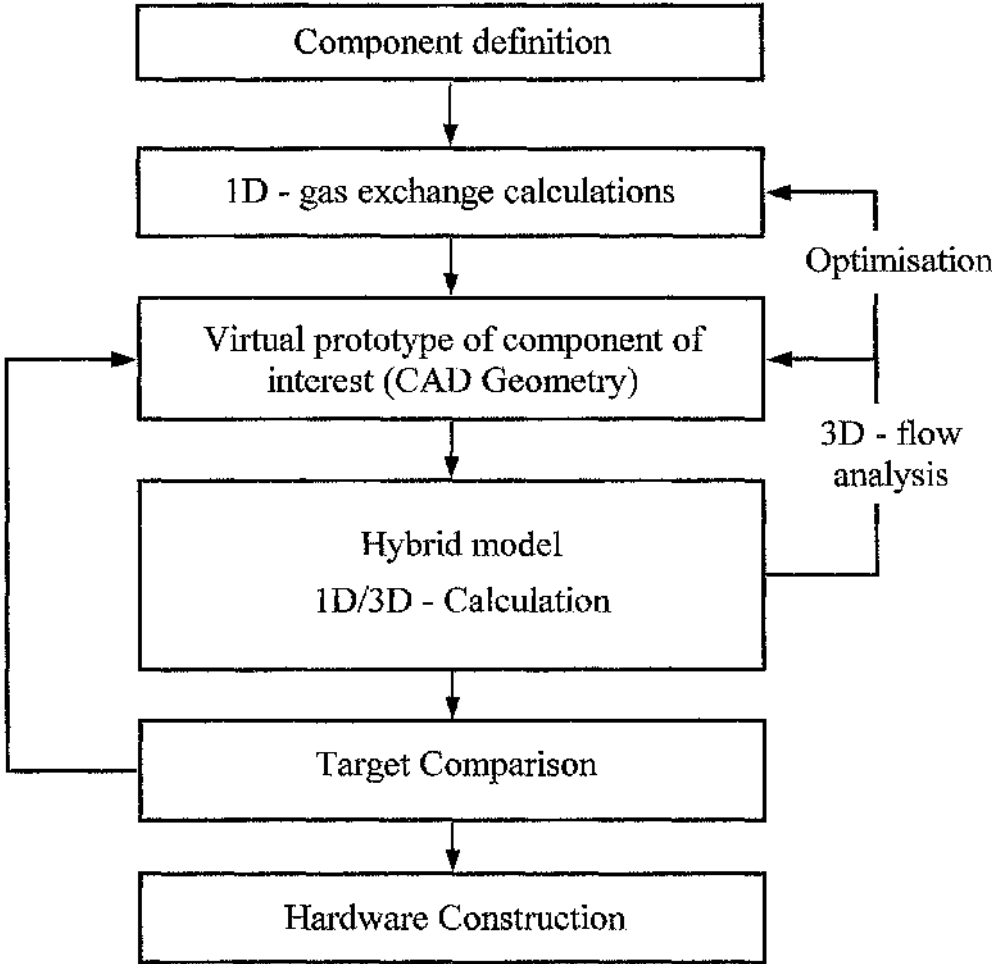 Component definition
1D - gas exchange calculations
Optimisation
Virtual prototype of component of
interest (CAD Geometry)
3D - flow
analysis
Hybrid model
1D/3D - Calculation
Target Comparison
Hardware Construction